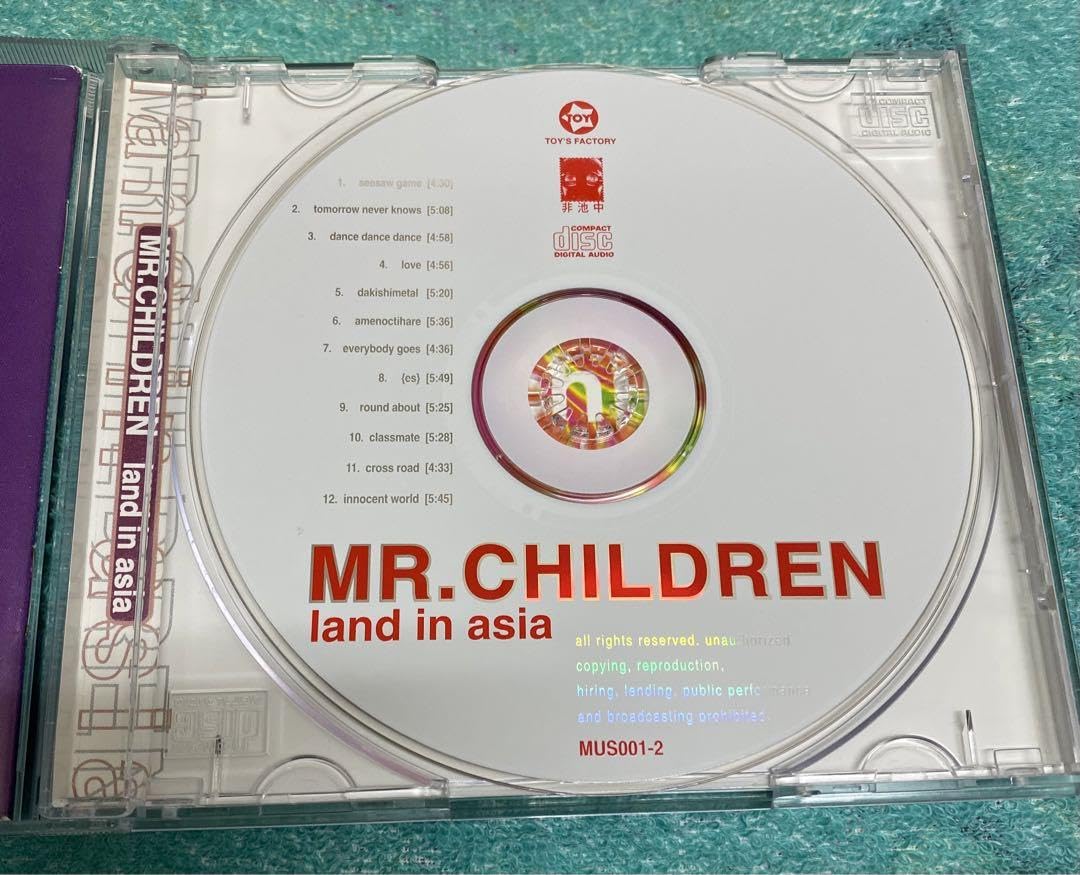 TOY
TOY'S FACTORY
非池中
COMPACT
disc
DIGITAL AUDIO
1. seesaw game [4:30]
2. tomorrow never knows [5:08]
3. dance dance dance [4:58]
4. love [4:56]
5. dakishimetal [5:20]
6. amenoctihare [5:36]
7. everybody goes [4:36]
8. {es} [5:49]
9. round about [5:25]
10. classmate [5:28]
11. cross road [4:33]
12. innocent world [5:45]
MR.CHILDREN
land in asia
all rights reserved. unauthorized
copying, reproduction,
hiring, lending, public performance
and broadcasting prohibited.
MUS001-2
MR.CHILDREN land in asia
COMPACT
disc
DIGITAL AUDIO